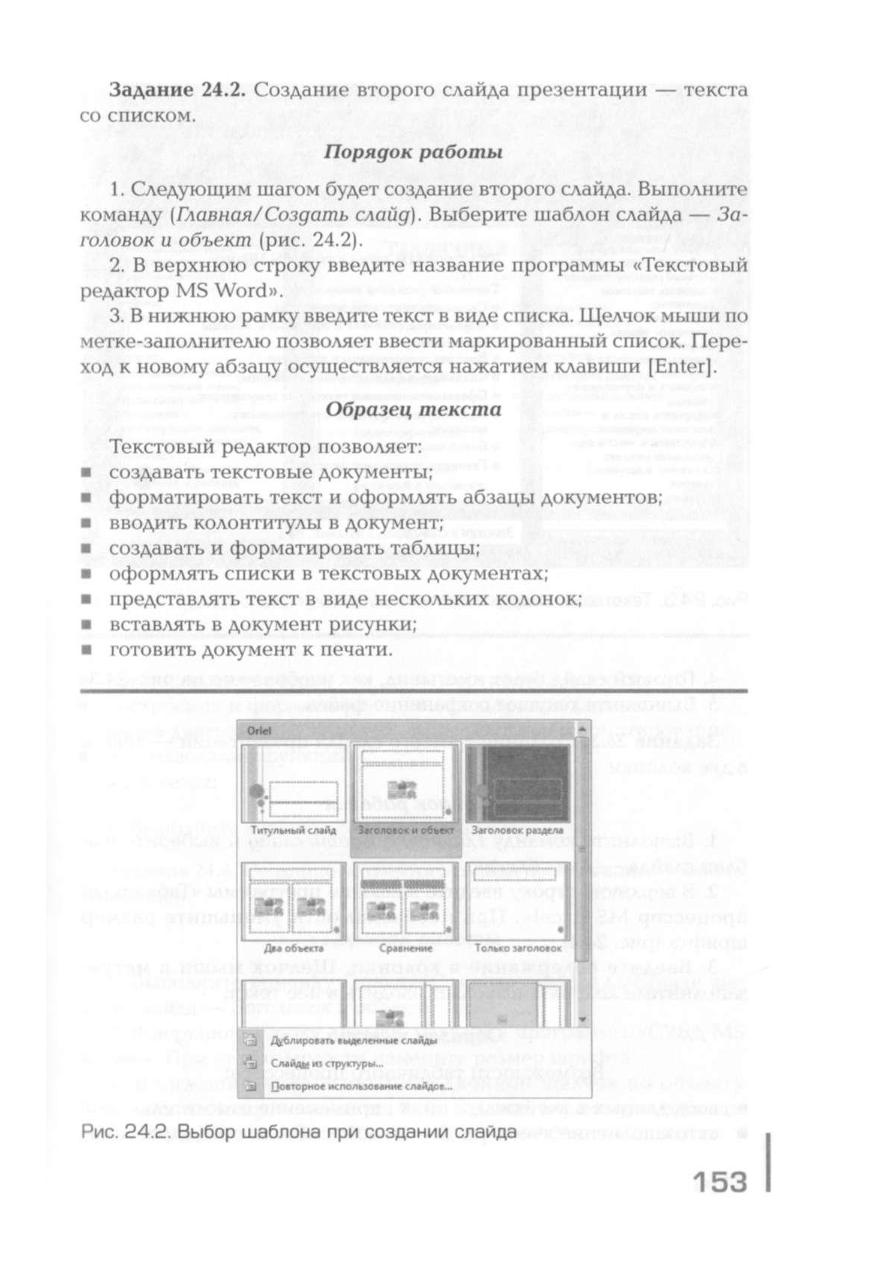 Задание 24.2. Создание второго слайда презентации — текста
со списком.
Порядок работы
1. Следующим шагом будет создание второго слайда. Выполните
команду (Главная/Создать слайд). Выберите шаблон слайда — За-
головок и объект (рис. 24.2).
2. В верхнюю строку введите название программы «Текстовый
редактор MS Word».
3. В нижнюю рамку введите текст в виде списка. Щелчок мыши по
метке-заполнителю позволяет ввести маркированный список. Пере-
ход к новому абзацу осуществляется нажатием клавиши [Enter].
Образец текста
Текстовый редактор позволяет:
■ создавать текстовые документы;
■ форматировать текст и оформлять абзацы документов;
■ вводить колонтитулы в документ;
■ создавать и форматировать таблицы;
■ оформлять списки в текстовых документах;
■ представлять текст в виде нескольких колонок;
■ вставлять в документ рисунки;
■ готовить документ к печати.
Oriel
Титульный слайд Заголовок и объект Заголовок раздела
Два объекта Сравнение Только заголовок
Дублировать выделенные слайды
Слайды из структуры...
Повторное использование слайдов...
Рис. 24.2. Выбор шаблона при создании слайда
153